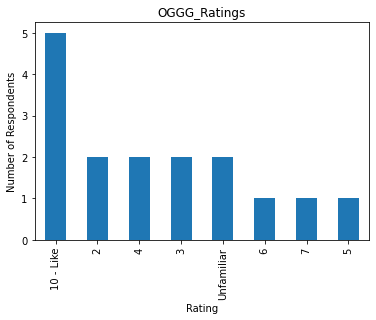 OGGG_Ratings
Number of Respondents
5
4
3
2
1
0
10 - Like
2
4
3
Unfamiliar
6
7
5
Rating